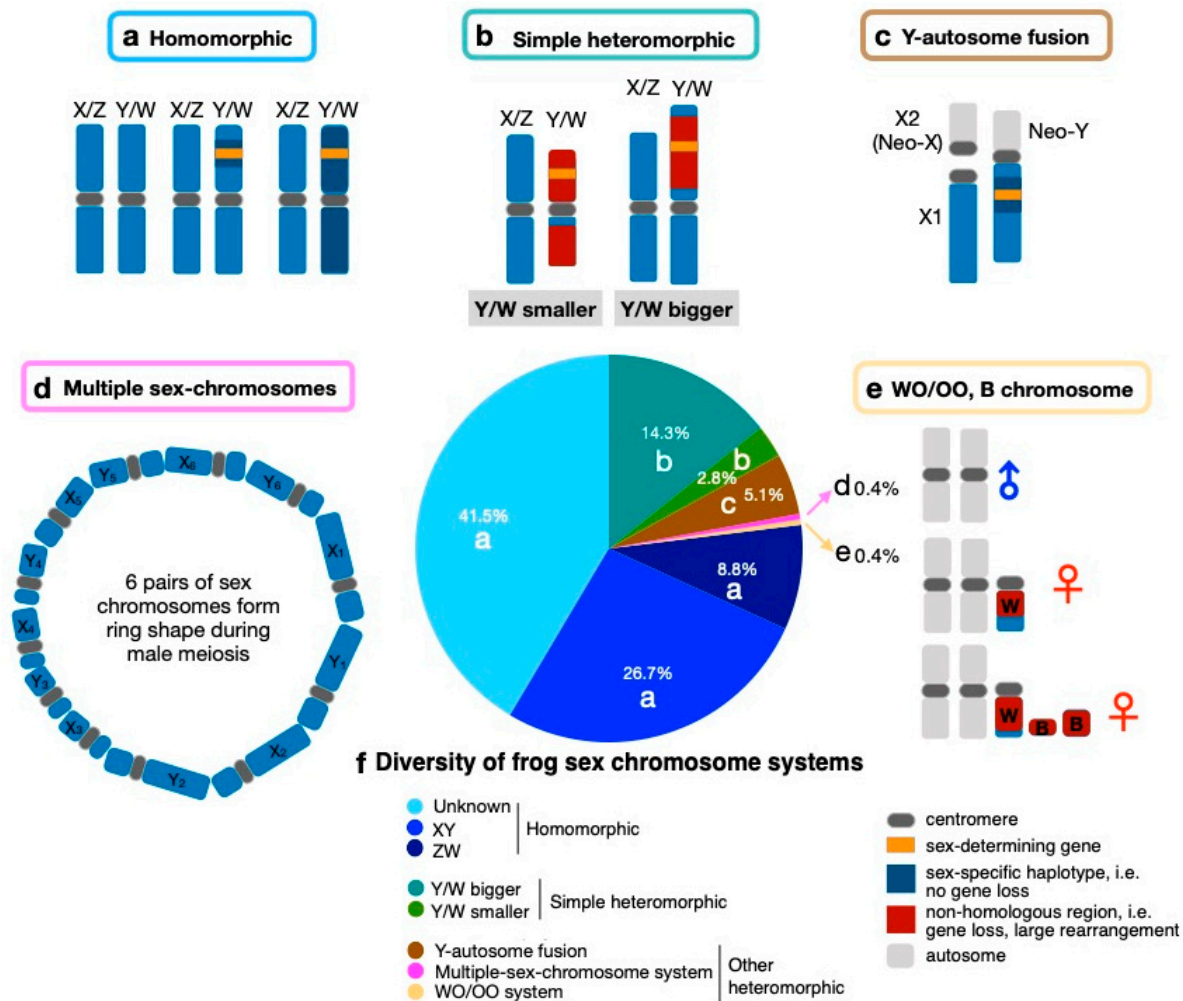 a Homomorphic
X/Z Y/W X/Z Y/W X/Z Y/W
b Simple heteromorphic
X/Z Y/W
X/Z Y/W
Y/W smaller
Y/W bigger
c Y-autosome fusion
X2
(Neo-X)
Neo-Y
X1
d Multiple sex-chromosomes
X6
Y6
X1
Y1
X2
Y2
X3
Y3
X4
Y4
X5
Y5
6 pairs of sex
chromosomes form
ring shape during
male meiosis
14.3%
b
2.8%
b
5.1%
c
d 0.4%
e 0.4%
8.8%
a
26.7%
a
41.5%
a
e WO/OO, B chromosome
♂
W
♀
W
B
B
♀
f Diversity of frog sex chromosome systems
Unknown
XY
ZW
Homomorphic
Y/W bigger
Y/W smaller
Simple heteromorphic
Y-autosome fusion
Multiple-sex-chromosome system
WO/OO system
Other
heteromorphic
centromere
sex-determining gene
sex-specific haplotype, i.e.
no gene loss
non-homologous region, i.e.
gene loss, large rearrangement
autosome